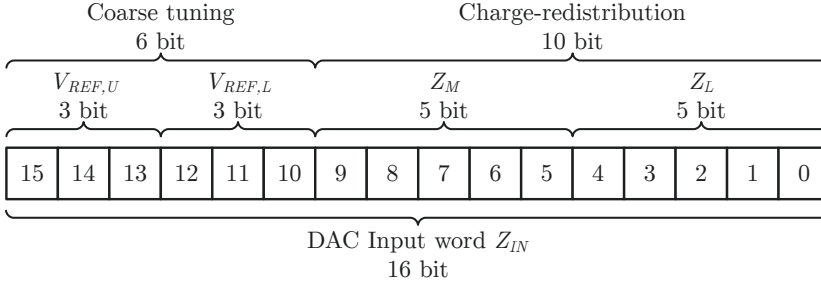 Coarse tuning Charge-redistribution
6 bit 10 bit
V_REF,U V_REF,L Z_M Z_L
3 bit 3 bit 5 bit 5 bit
15 14 13 12 11 10 9 8 7 6 5 4 3 2 1 0
DAC Input word Z_IN
16 bit